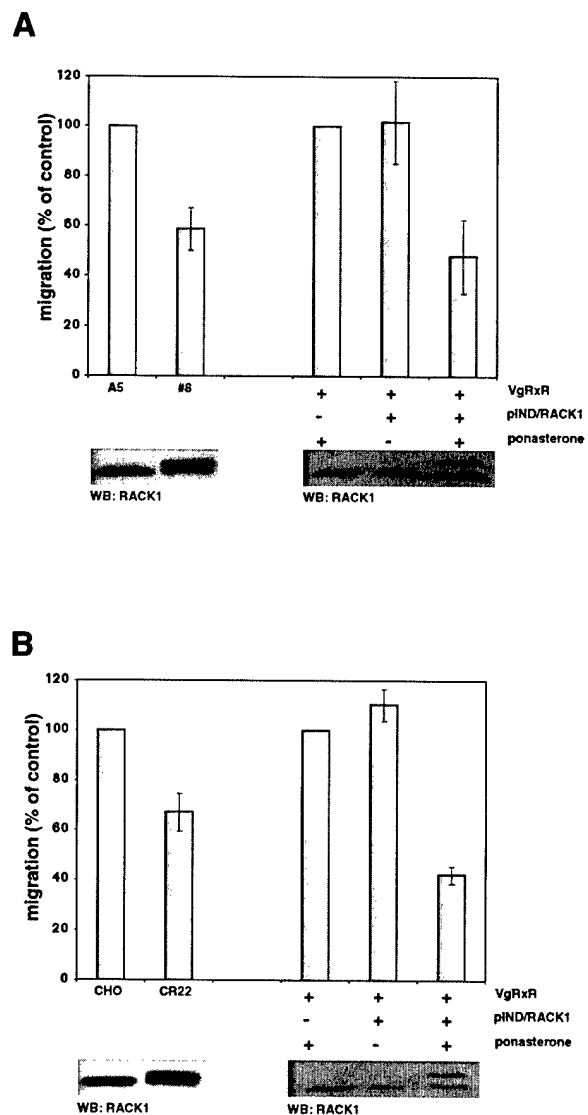 A
migration (% of control)
120
100
80
60
40
20
0
A5 #8
+ + + VgRxR
- + + pIND/RACK1
+ - + ponasterone
WB: RACK1 WB: RACK1
B
migration (% of control)
120
100
80
60
40
20
0
CHO CR22
+ + + VgRxR
- + + pIND/RACK1
+ - + ponasterone
WB: RACK1 WB: RACK1